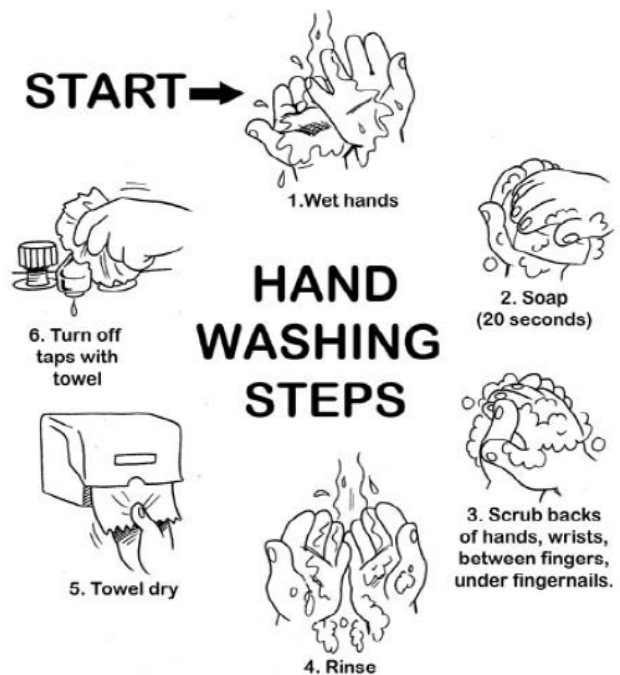 START
1.Wet hands
2. Soap
(20 seconds)
3. Scrub backs
of hands, wrists,
between fingers,
under fingernails.
4. Rinse
5. Towel dry
6. Turn off
taps with
towel
HAND
WASHING
STEPS